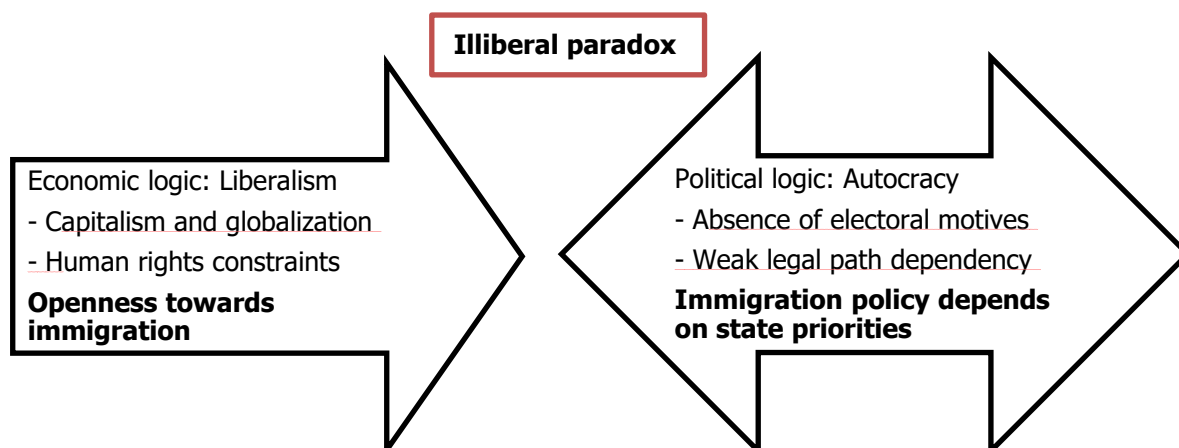 Illiberal paradox
Economic logic: Liberalism
- Capitalism and globalization
- Human rights constraints
Openness towards
immigration
Political logic: Autocracy
- Absence of electoral motives
- Weak legal path dependency
Immigration policy depends
on state priorities